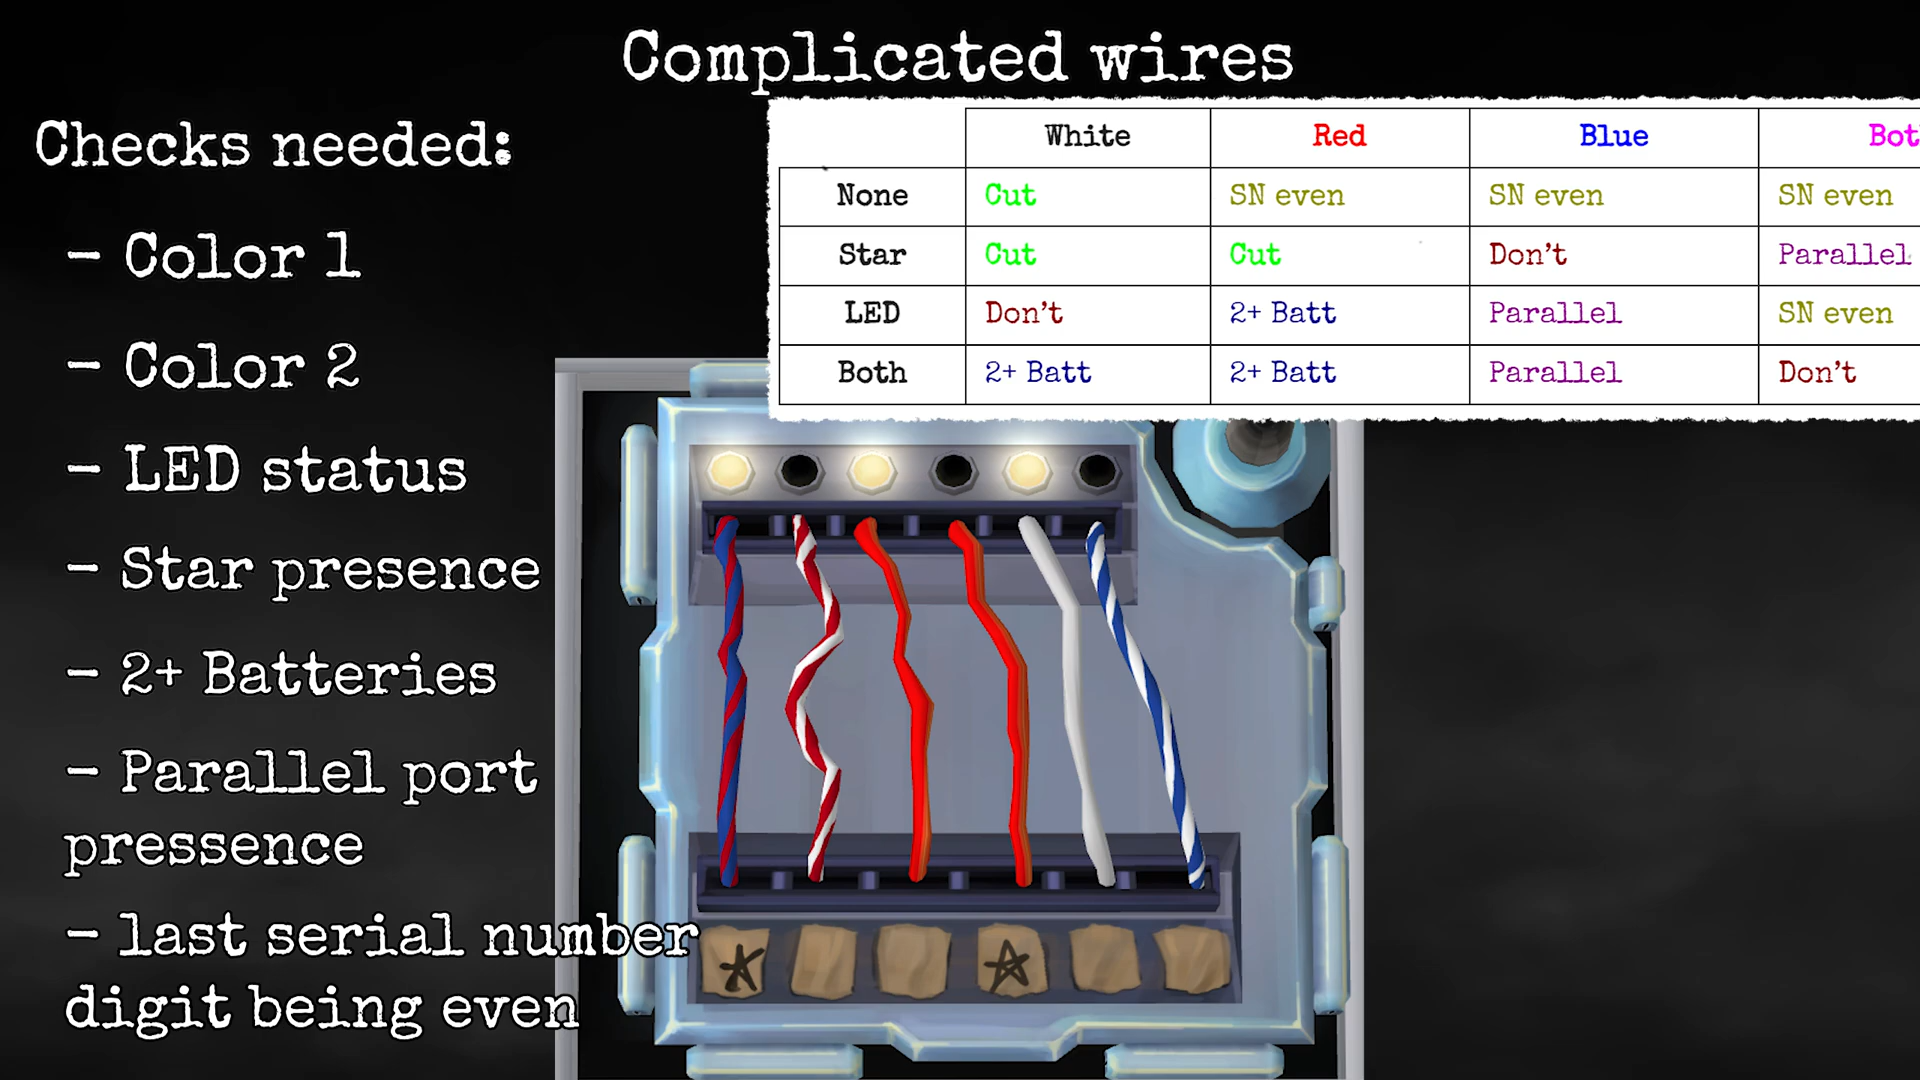 Complicated wires
Checks needed:
- Color 1
- Color 2
- LED status
- Star presence
- 2+ Batteries
- Parallel port
pressence
- last serial number
digit being even
White Red Blue
None Cut SN even SN even SN even
Star Cut Cut Don't Parallel
LED Don't 2+ Batt Parallel SN even
Both 2+ Batt 2+ Batt Parallel Don't